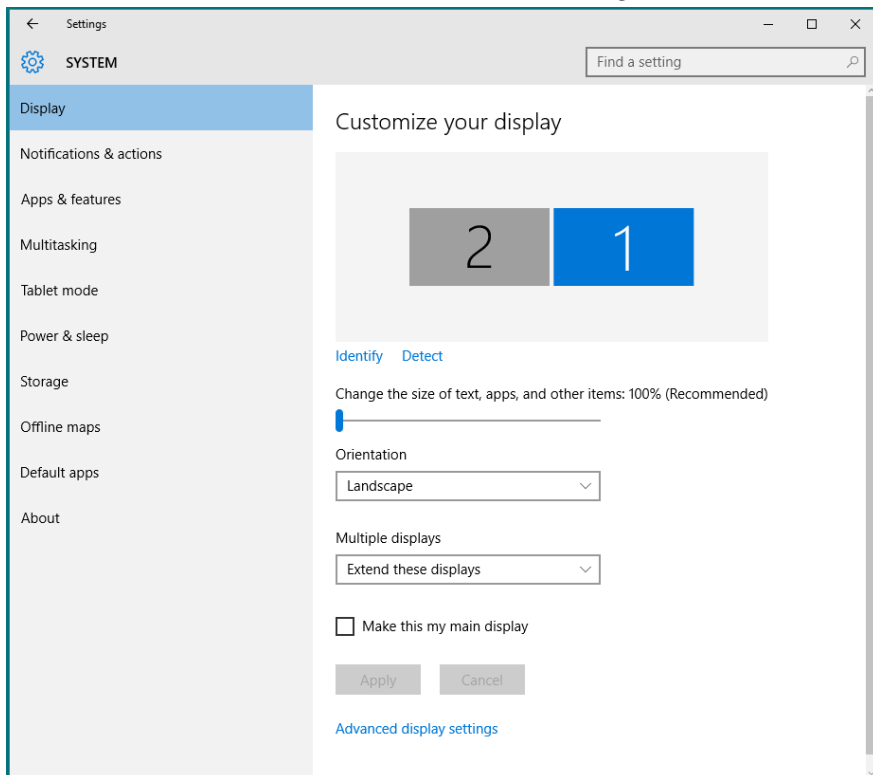 Settings
SYSTEM
Find a setting
Display
Notifications & actions
Apps & features
Multitasking
Tablet mode
Power & sleep
Storage
Offline maps
Default apps
About
Customize your display
2 1
Identify Detect
Change the size of text, apps, and other items: 100% (Recommended)
Orientation
Landscape
Multiple displays
Extend these displays
Make this my main display
Apply Cancel
Advanced display settings